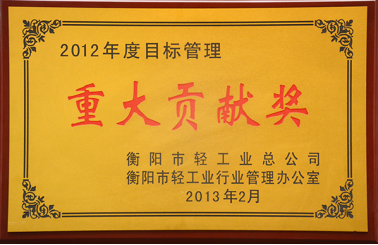 2012年度目标管理
重大贡献奖
衡阳市轻工业总公司
衡阳市轻工业行业管理办公室
2013年2月